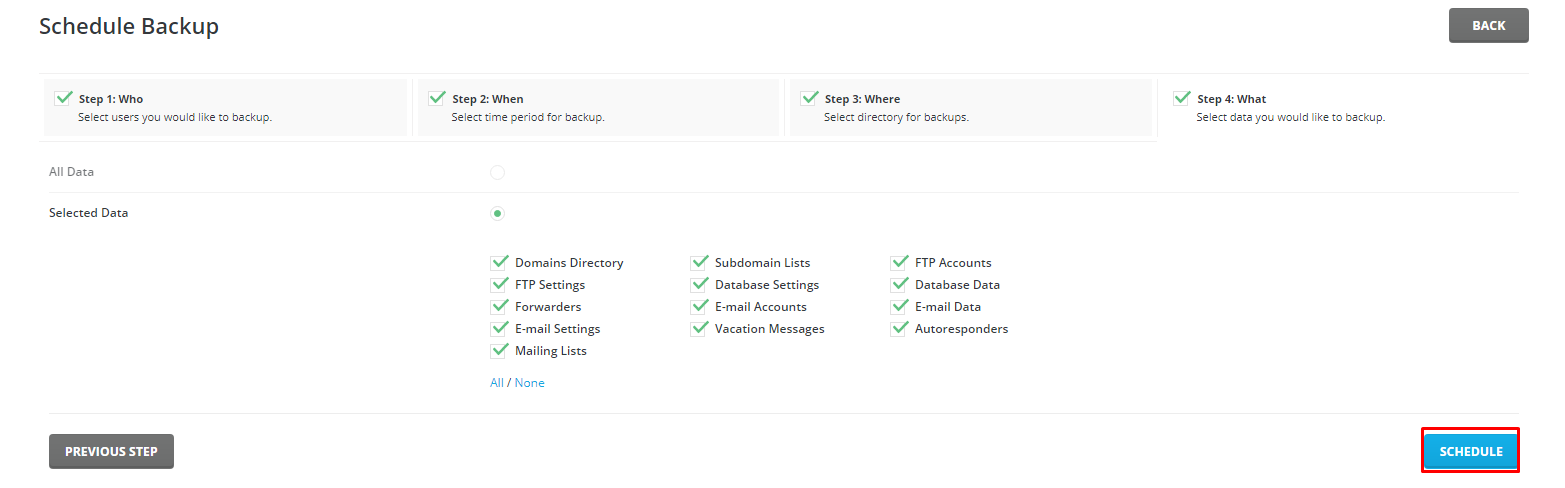 Schedule Backup
BACK
Step 1: Who
Select users you would like to backup.
Step 2: When
Select time period for backup.
Step 3: Where
Select directory for backups.
Step 4: What
Select data you would like to backup.
All Data
Selected Data
Domains Directory
Subdomain Lists
FTP Accounts
FTP Settings
Database Settings
Database Data
Forwarders
E-mail Accounts
E-mail Data
E-mail Settings
Vacation Messages
Autoresponders
Mailing Lists
All / None
PREVIOUS STEP
SCHEDULE